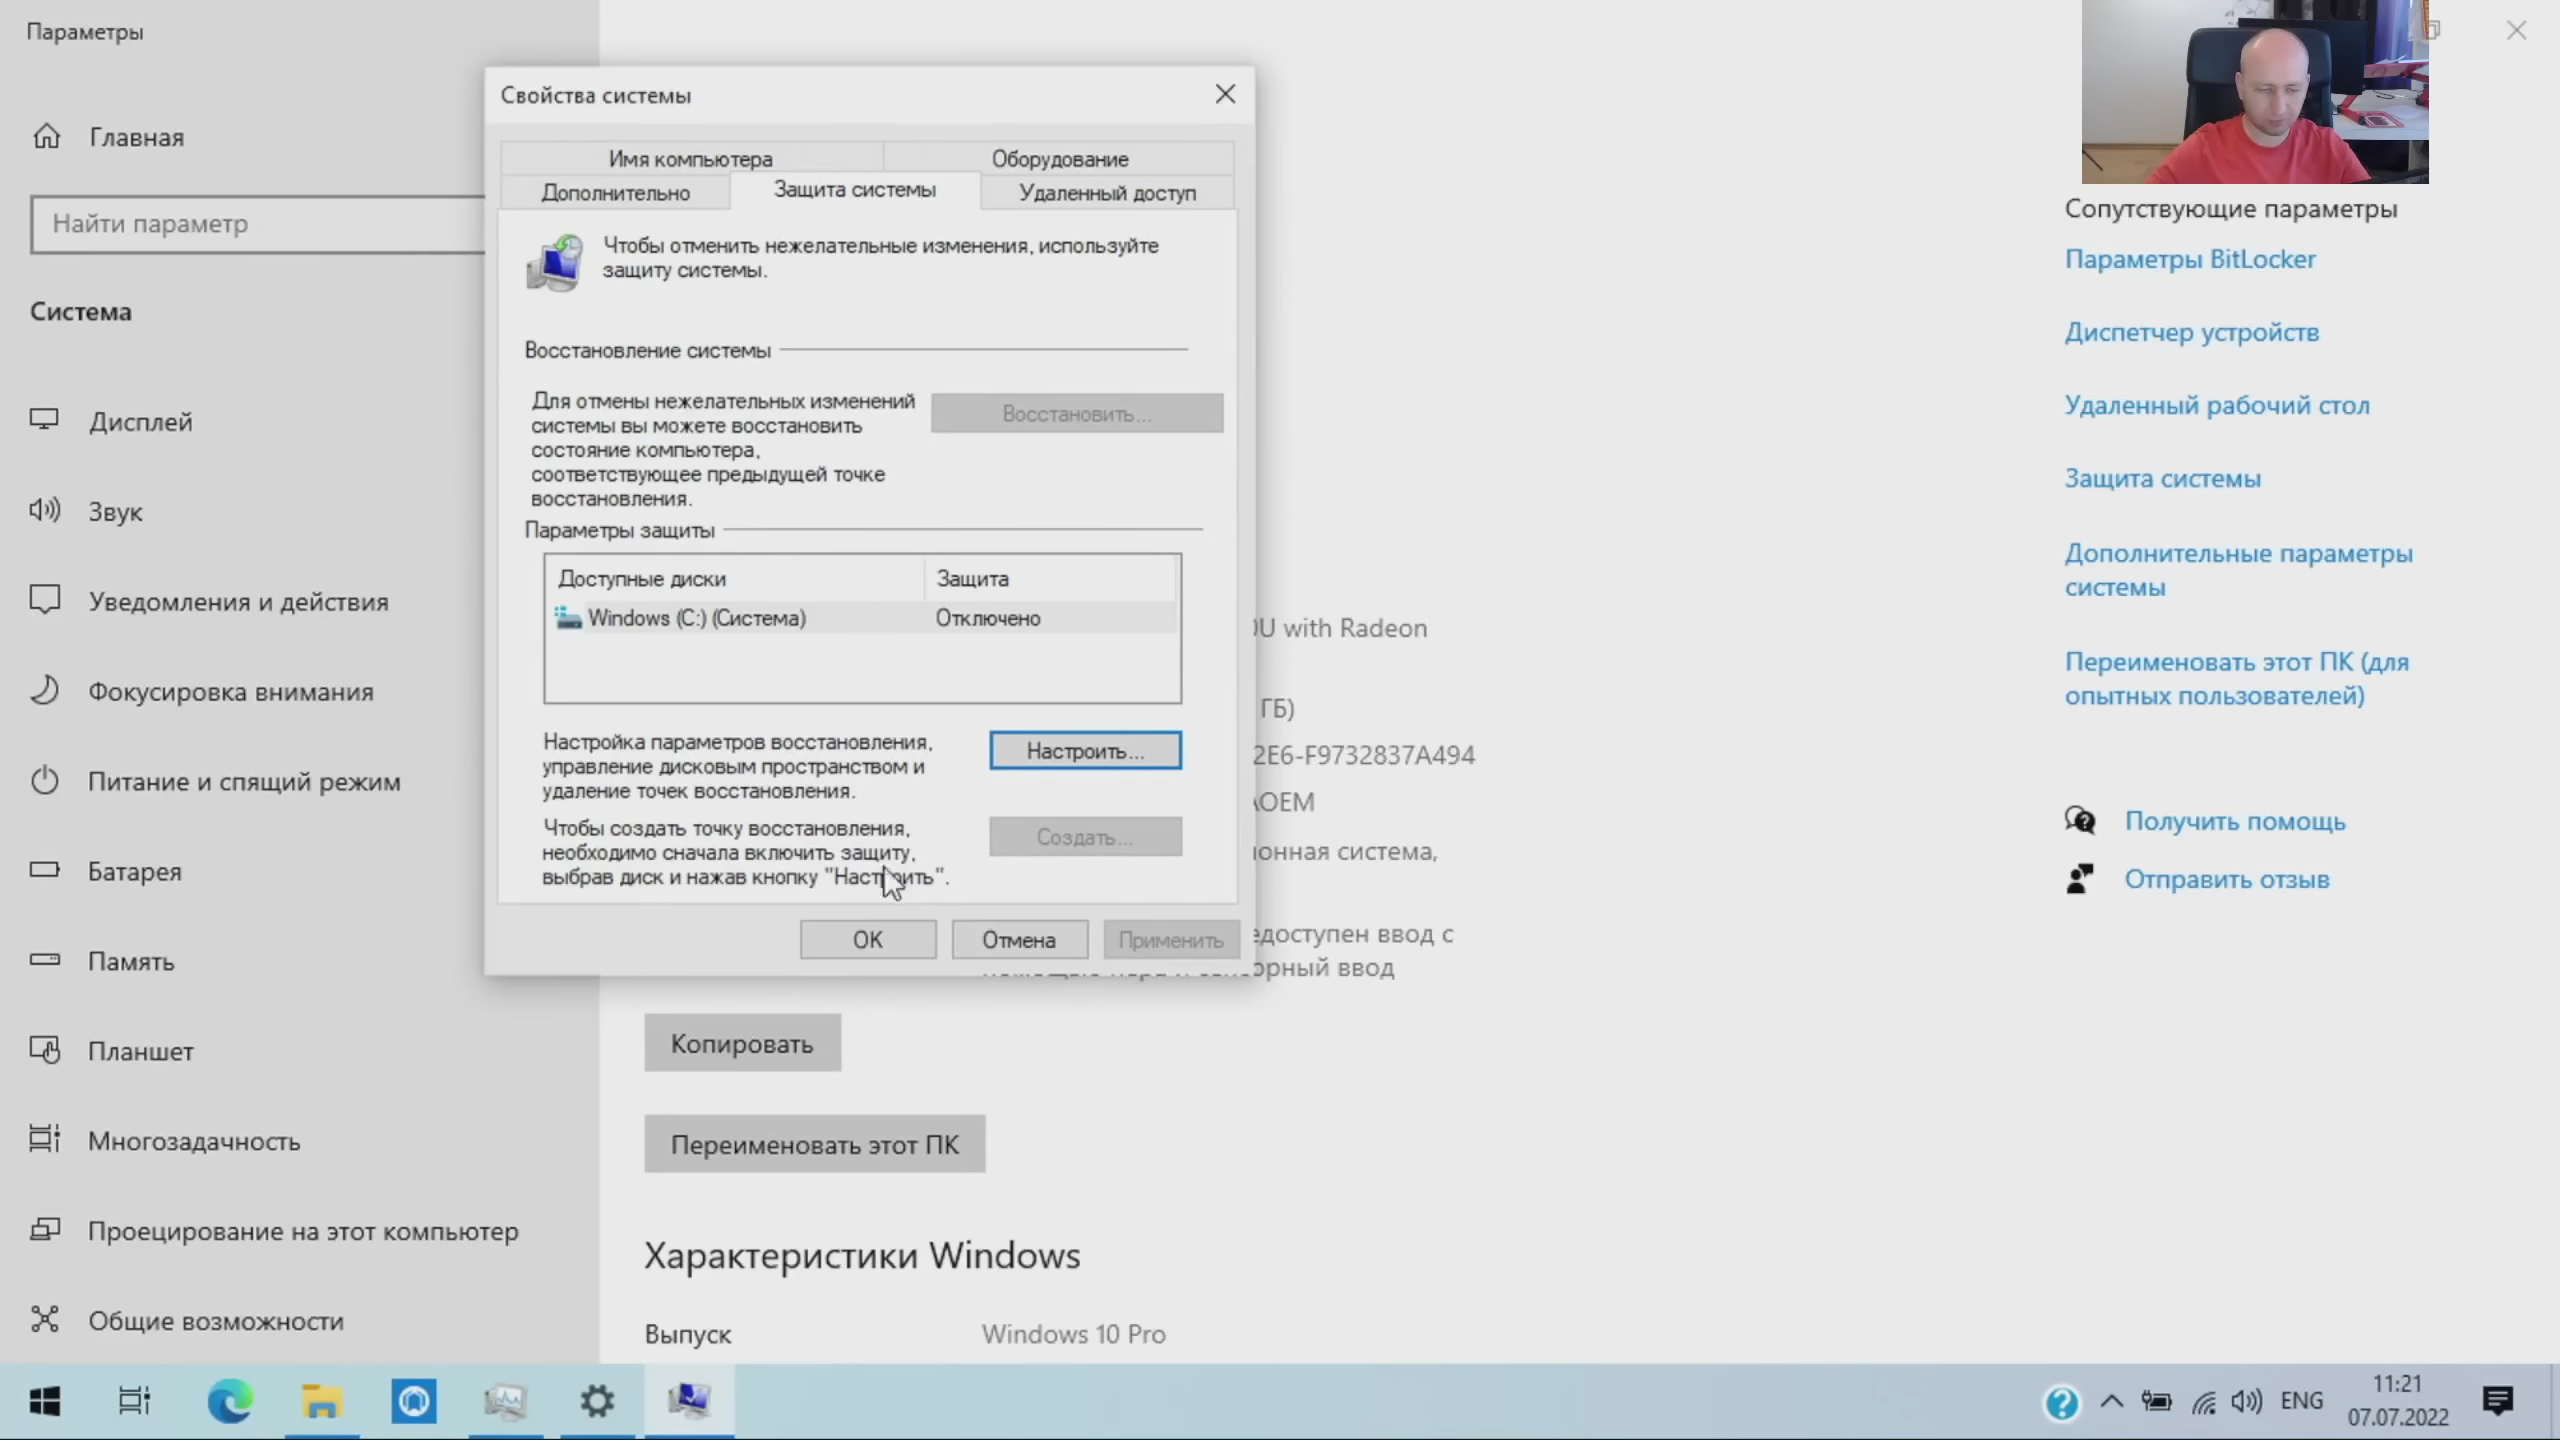 Параметры
Главная
Найти параметр
Система
Дисплей
Звук
Уведомления и действия
Фокусировка внимания
Питание и спящий режим
Батарея
Память
Планшет
Многозадачность
Проецирование на этот компьютер
Общие возможности
Свойства системы
Имя компьютера
Оборудование
Дополнительно
Защита системы
Удаленный доступ
Чтобы отменить нежелательные изменения, используйте
защиту системы.
Восстановление системы
Для отмены нежелательных изменений
системы вы можете восстановить
состояние компьютера,
соответствующее предыдущей точке
восстановления.
Восстановить...
Параметры защиты
Доступные диски
Защита
Windows (C:) (Система)
Отключено
Настройка параметров восстановления,
управление дисковым пространством и
удаление точек восстановления.
Настроить...
Чтобы создать точку восстановления,
необходимо сначала включить защиту,
выбрав диск и нажав кнопку "Настроить".
Создать...
OK
Отмена
Применить
with Radeon
ГБ)
2E6-F9732837A494
OEM
система,
ввод с
ввод
Копировать
Переименовать этот ПК
Характеристики Windows
Выпуск
Windows 10 Pro
Сопутствующие параметры
Параметры BitLocker
Диспетчер устройств
Удаленный рабочий стол
Защита системы
Дополнительные параметры
системы
Переименовать этот ПК (для
опытных пользователей)
Получить помощь
Отправить отзыв
ENG
11:21
07.07.2022